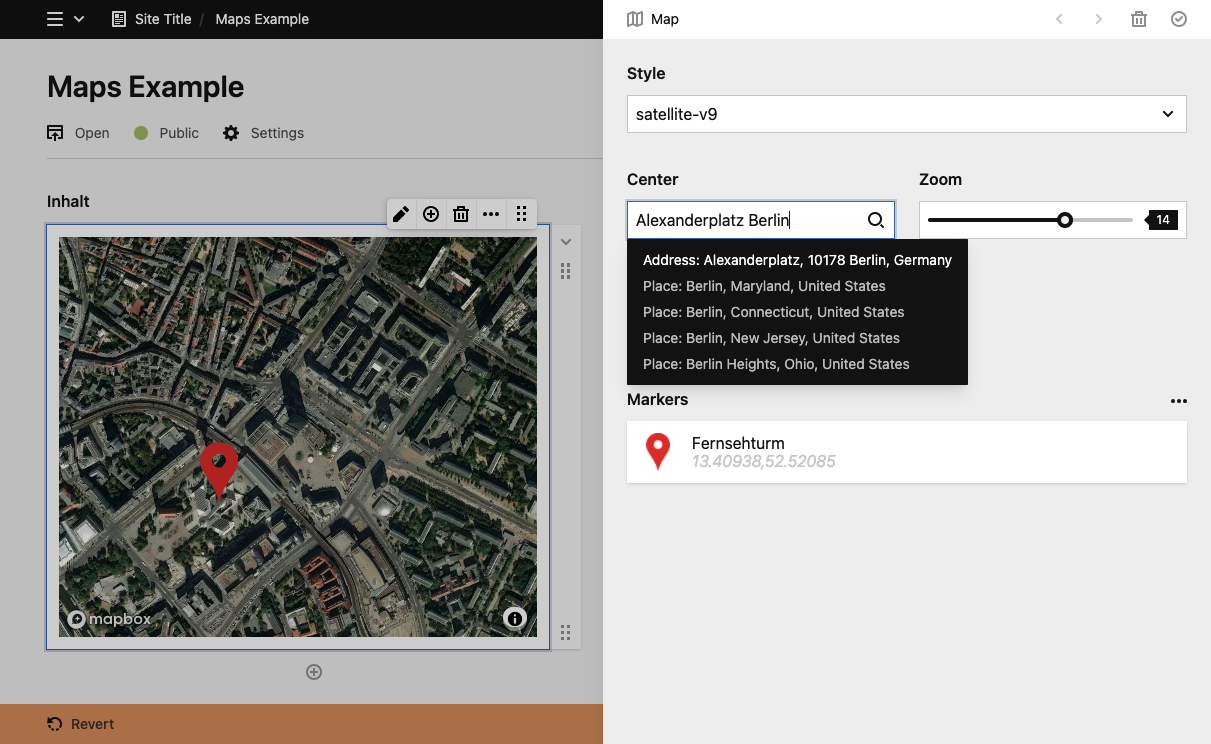 Site Title / Maps Example
Maps Example
Open Public Settings
Inhalt
mapbox
Revert
Map
Style
satellite-v9
Center Zoom
Alexanderplatz Berlin 14
Address: Alexanderplatz, 10178 Berlin, Germany
Place: Berlin, Maryland, United States
Place: Berlin, Connecticut, United States
Place: Berlin, New Jersey, United States
Place: Berlin Heights, Ohio, United States
Markers
Fernsehturm
13.40938,52.52085